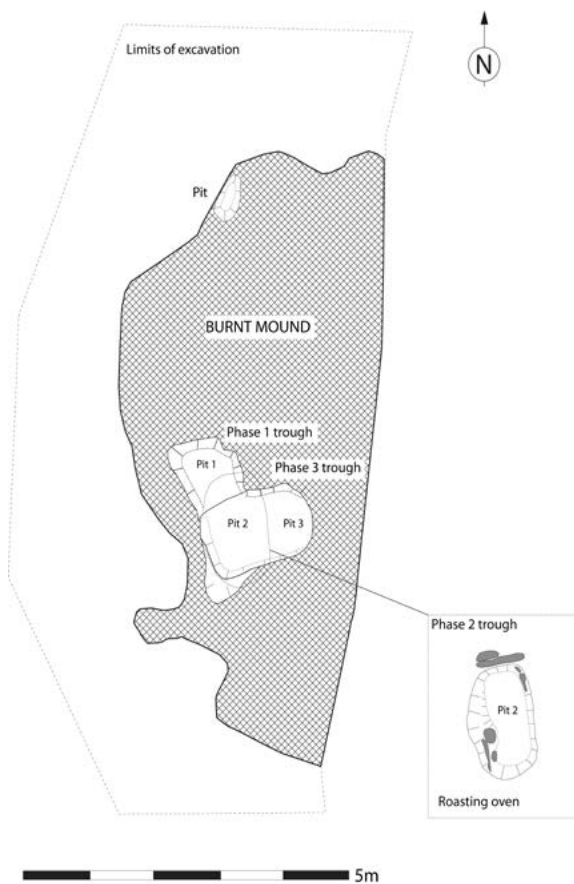 Limits of excavation
N
Pit
BURNT MOUND
Phase 1 trough
Pit 1
Phase 3 trough
Pit 2
Pit 3
Phase 2 trough
Pit 2
Roasting oven
5m